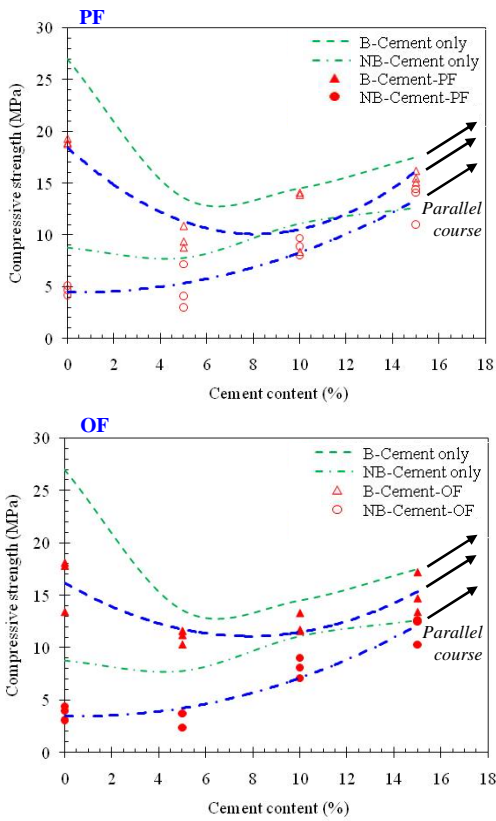 PF
30
25
20
15
10
5
0
Compressive strength (MPa)
B-Cement only
NB-Cement only
B-Cement-PF
NB-Cement-PF
Parallel
course
0 2 4 6 8 10 12 14 16 18
Cement content (%)
OF
30
25
20
15
10
5
0
Compressive strength (MPa)
B-Cement only
NB-Cement only
B-Cement-OF
NB-Cement-OF
Parallel
course
0 2 4 6 8 10 12 14 16 18
Cement content (%)